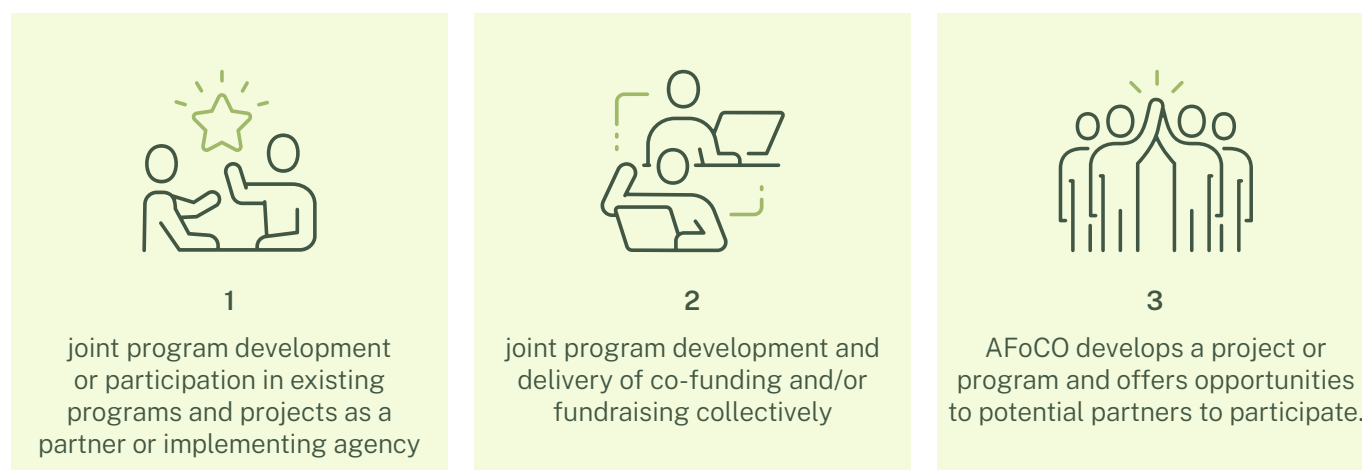 1
joint program development
or participation in existing
programs and projects as a
partner or implementing agency
2
joint program development and
delivery of co-funding and/or
fundraising collectively
3
AFoCO develops a project or
program and offers opportunities
to potential partners to participate.